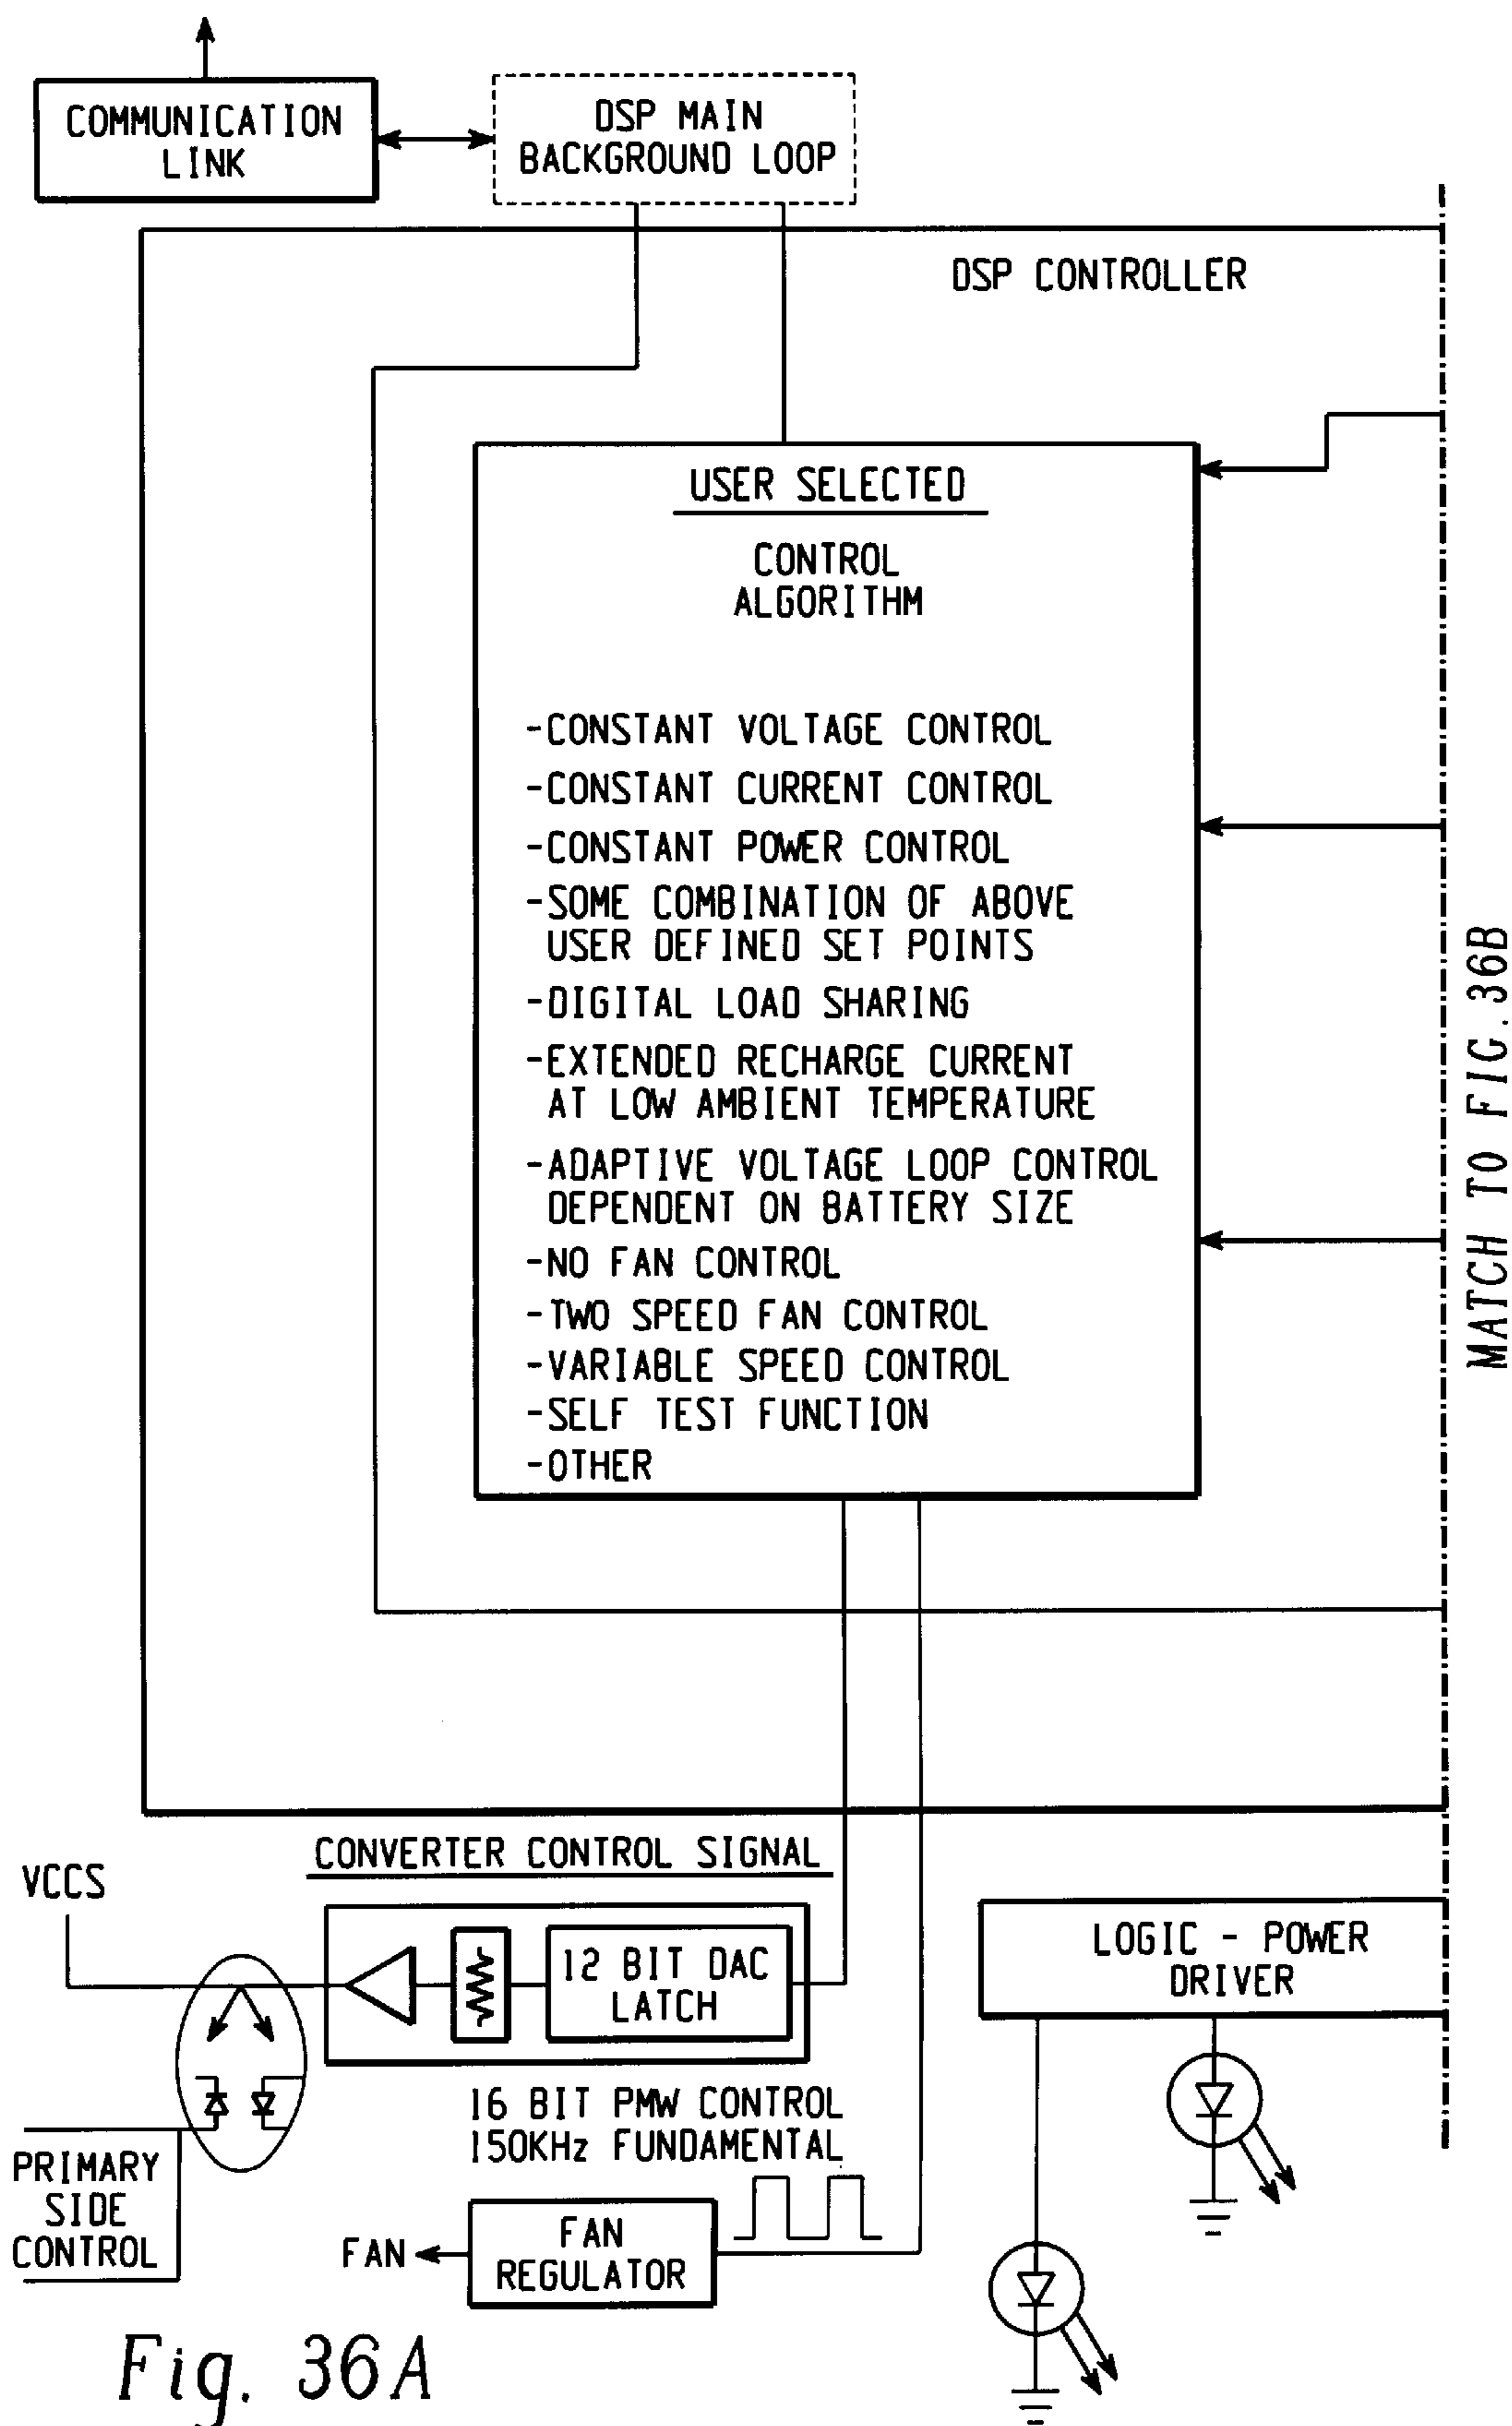 COMMUNICATION
LINK
DSP MAIN
BACKGROUND LOOP
DSP CONTROLLER
USER SELECTED
CONTROL
ALGORITHM
-CONSTANT VOLTAGE CONTROL
-CONSTANT CURRENT CONTROL
-CONSTANT POWER CONTROL
-SOME COMBINATION OF ABOVE
USER DEFINED SET POINTS
-DIGITAL LOAD SHARING
-EXTENDED RECHARGE CURRENT
AT LOW AMBIENT TEMPERATURE
-ADAPTIVE VOLTAGE LOOP CONTROL
DEPENDENT ON BATTERY SIZE
-NO FAN CONTROL
-TWO SPEED FAN CONTROL
-VARIABLE SPEED CONTROL
-SELF TEST FUNCTION
-OTHER
MATCH TO FIG. 36B
CONVERTER CONTROL SIGNAL
VCCS
12 BIT DAC
LATCH
LOGIC - POWER
DRIVER
16 BIT PMW CONTROL
150KHz FUNDAMENTAL
PRIMARY
SIDE
CONTROL
FAN
FAN
REGULATOR
Fig. 36A